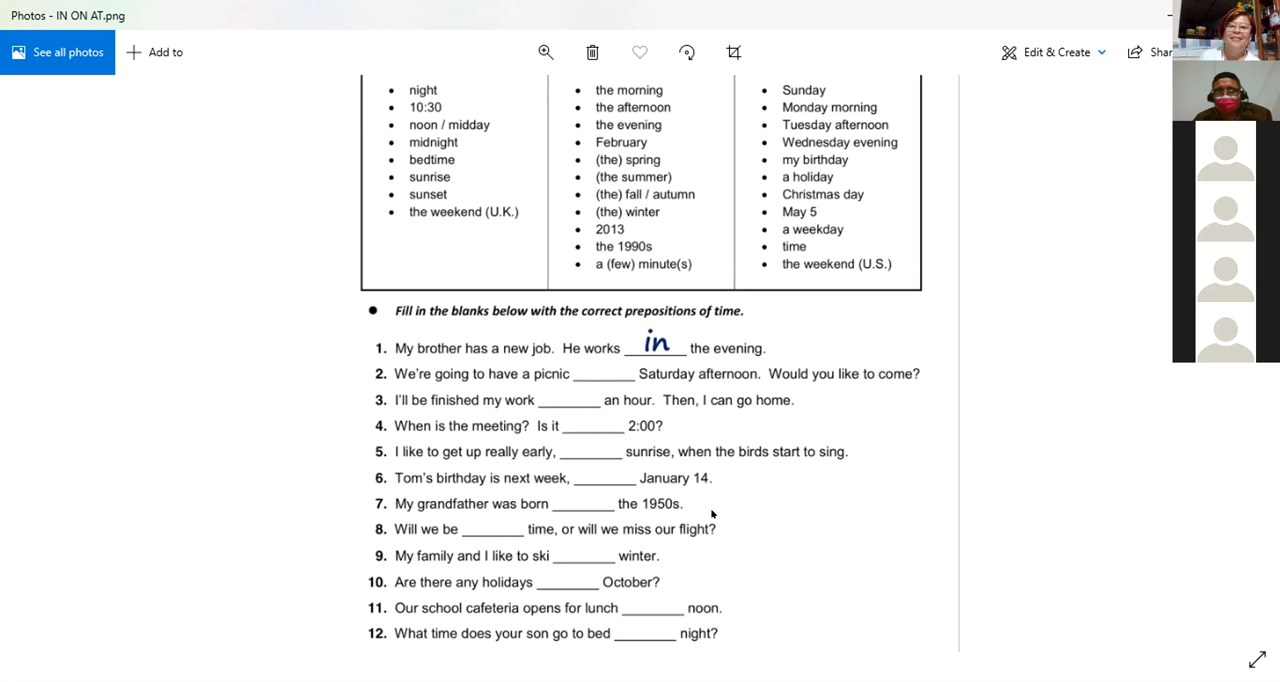 Photos - IN ON AT.png
See all photos
Add to
Edit & Create
Shar
night
10:30
noon / midday
midnight
bedtime
sunrise
sunset
the weekend (U.K.)
the morning
the afternoon
the evening
February
(the) spring
(the summer)
(the) fall / autumn
(the) winter
2013
the 1990s
a (few) minute(s)
Sunday
Monday morning
Tuesday afternoon
Wednesday evening
my birthday
a holiday
Christmas day
May 5
a weekday
time
the weekend (U.S.)
Fill in the blanks below with the correct prepositions of time.
1. My brother has a new job. He works in the evening.
2. We're going to have a picnic ________ Saturday afternoon. Would you like to come?
3. I'll be finished my work ________ an hour. Then, I can go home.
4. When is the meeting? Is it ________ 2:00?
5. I like to get up really early, ________ sunrise, when the birds start to sing.
6. Tom's birthday is next week, ________ January 14.
7. My grandfather was born ________ the 1950s.
8. Will we be ________ time, or will we miss our flight?
9. My family and I like to ski ________ winter.
10. Are there any holidays ________ October?
11. Our school cafeteria opens for lunch ________ noon.
12. What time does your son go to bed ________ night?